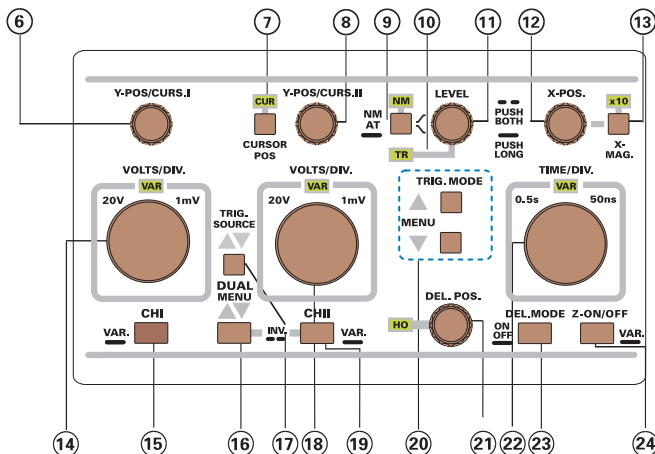 6 7 8 9 10 11 12 13
Y-POS/CURS.I
CUR
CURSOR
POS
Y-POS/CURS.II
NM
AT
NM
LEVEL
TR
PUSH
BOTH
PUSH
LONG
X-POS.
x10
X-
MAG.
VOLTS/DIV.
VAR
20V 1mV
TRIG.
SOURCE
VOLTS/DIV.
VAR
20V 1mV
TRIG. MODE
MENU
TIME/DIV.
VAR
0.5s 50ns
CHI
VAR.
DUAL
MENU
INV.
CHII
VAR.
HO
DEL. POS.
ON
OFF
DEL.MODE
Z-ON/OFF
VAR.
14 15 16 17 18 19 20 21 22 23 24